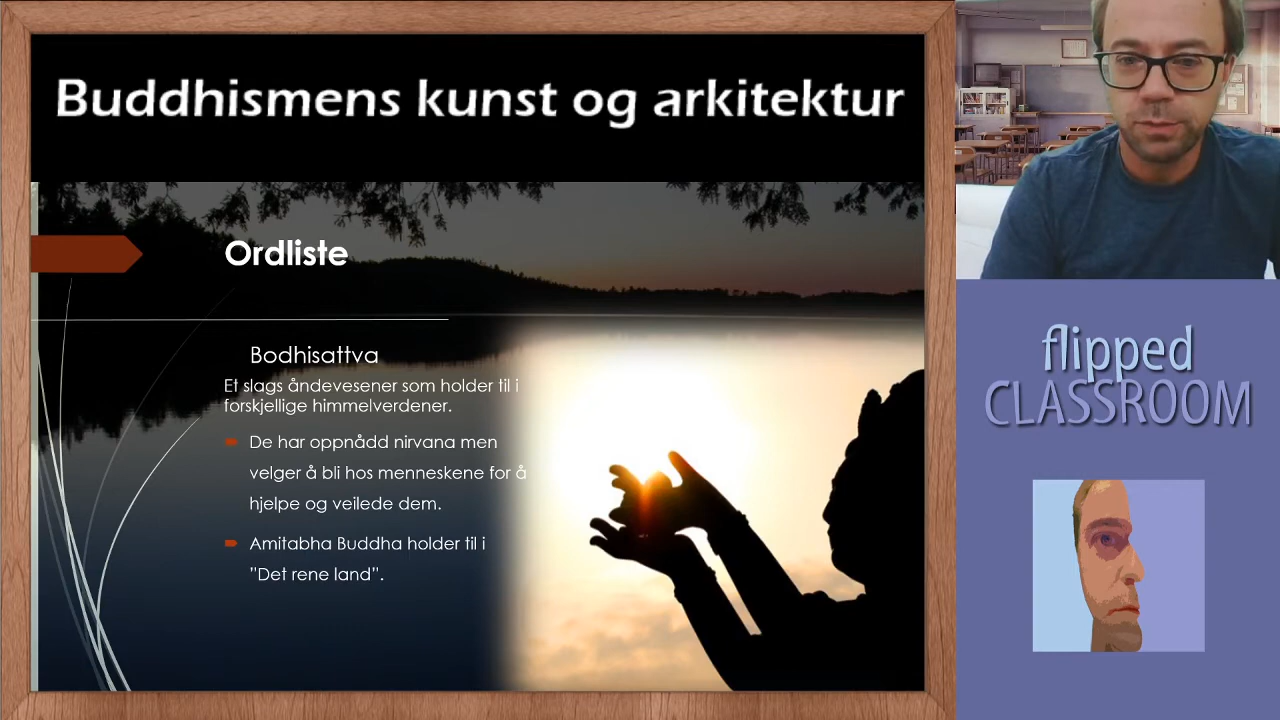 Buddhismens kunst og arkitektur
Ordliste
Bodhisattva
Et slags åndevesener som holder til i
forskjellige himmelverdener.
De har oppnådd nirvana men
velger å bli hos menneskene for å
hjelpe og veilede dem.
Amitabha Buddha holder til i
"Det rene land".
flipped
CLASSROOM